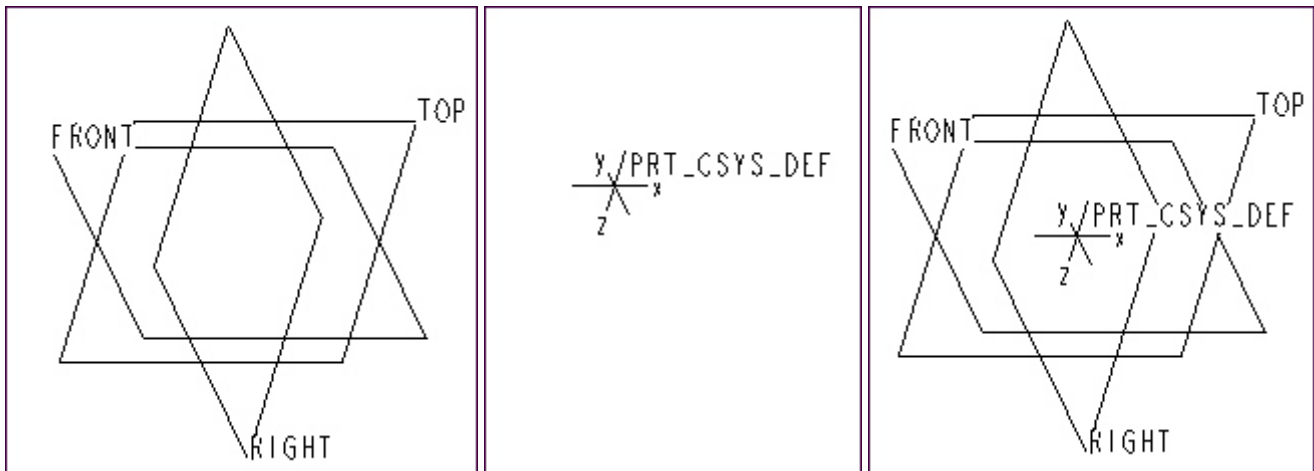 TOP
FRONT
RIGHT
y PRT_CSYS_DEF
x
z
TOP
FRONT
y PRT_CSYS_DEF
x
z
RIGHT